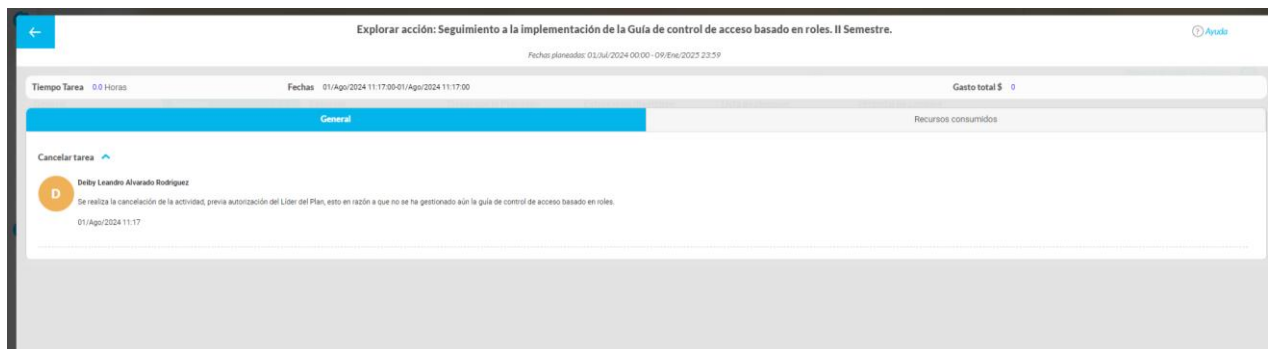 Explorar acción: Seguimiento a la implementación de la Guía de control de acceso basado en roles. II Semestre.
Ayuda
Fechas planeadas: 01/Jul/2024 00:00 - 09/Ene/2025 23:59
Tiempo Tarea 0.0 Horas Fechas 01/Ago/2024 11:17:00-01/Ago/2024 11:17:00 Gasto total $ 0
General Recursos consumidos
Cancelar tarea
Deiby Leandro Alvarado Rodriguez
D
Se realiza la cancelación de la actividad, previa autorización del Líder del Plan, esto en razón a que no se ha gestionado aún la guía de control de acceso basado en roles.
01/Ago/2024 11:17